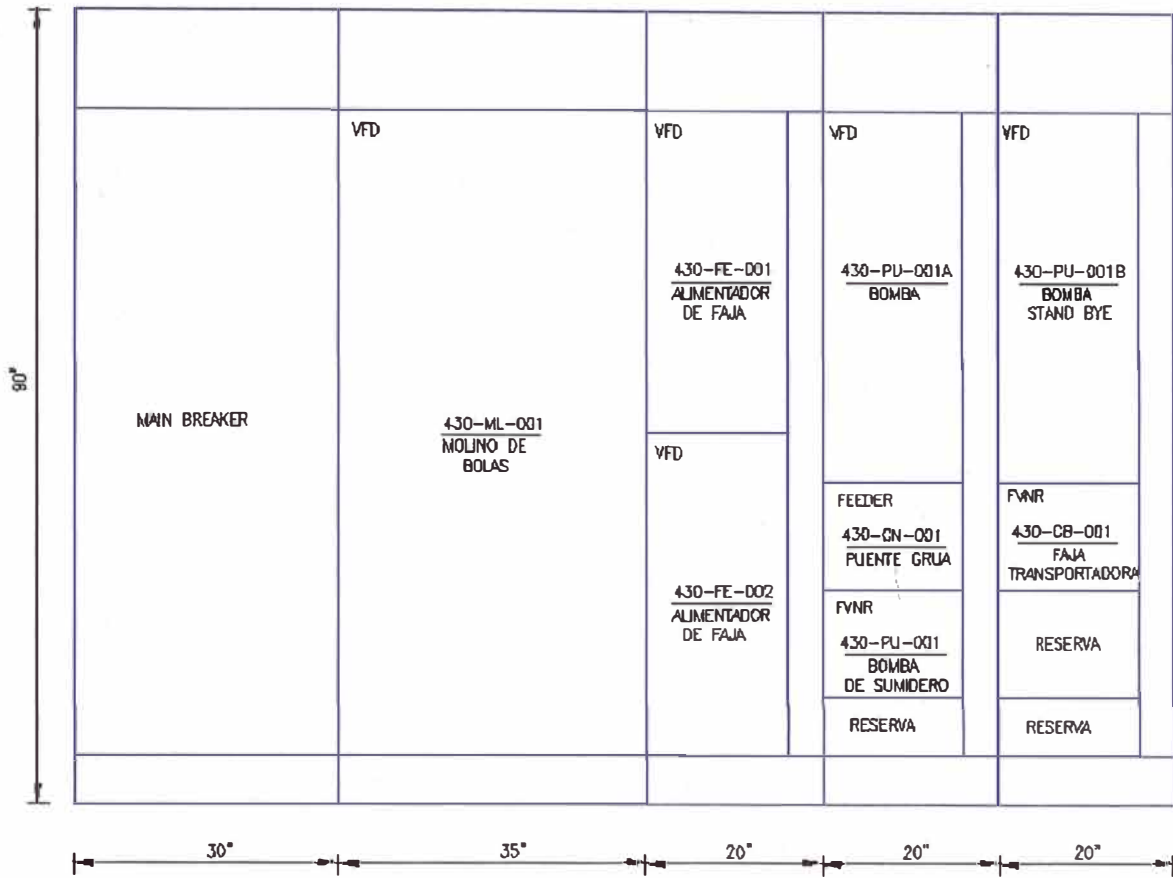 90"
MAIN BREAKER
VFD
430-ML-001
MOLINO DE
BOLAS
VFD
430-FE-001
ALIMENTADOR
DE FAJA
VFD
430-FE-002
ALIMENTADOR
DE FAJA
VFD
430-PU-001A
BOMBA
FEEDER
430-CN-001
PUENTE GRUA
FVNR
430-PU-001
BOMBA
DE SUMIDERO
RESERVA
VFD
430-PU-001B
BOMBA
STAND BYE
FVNR
430-CB-001
FAJA
TRANSPORTADORA
RESERVA
RESERVA
30"
35"
20"
20"
20"